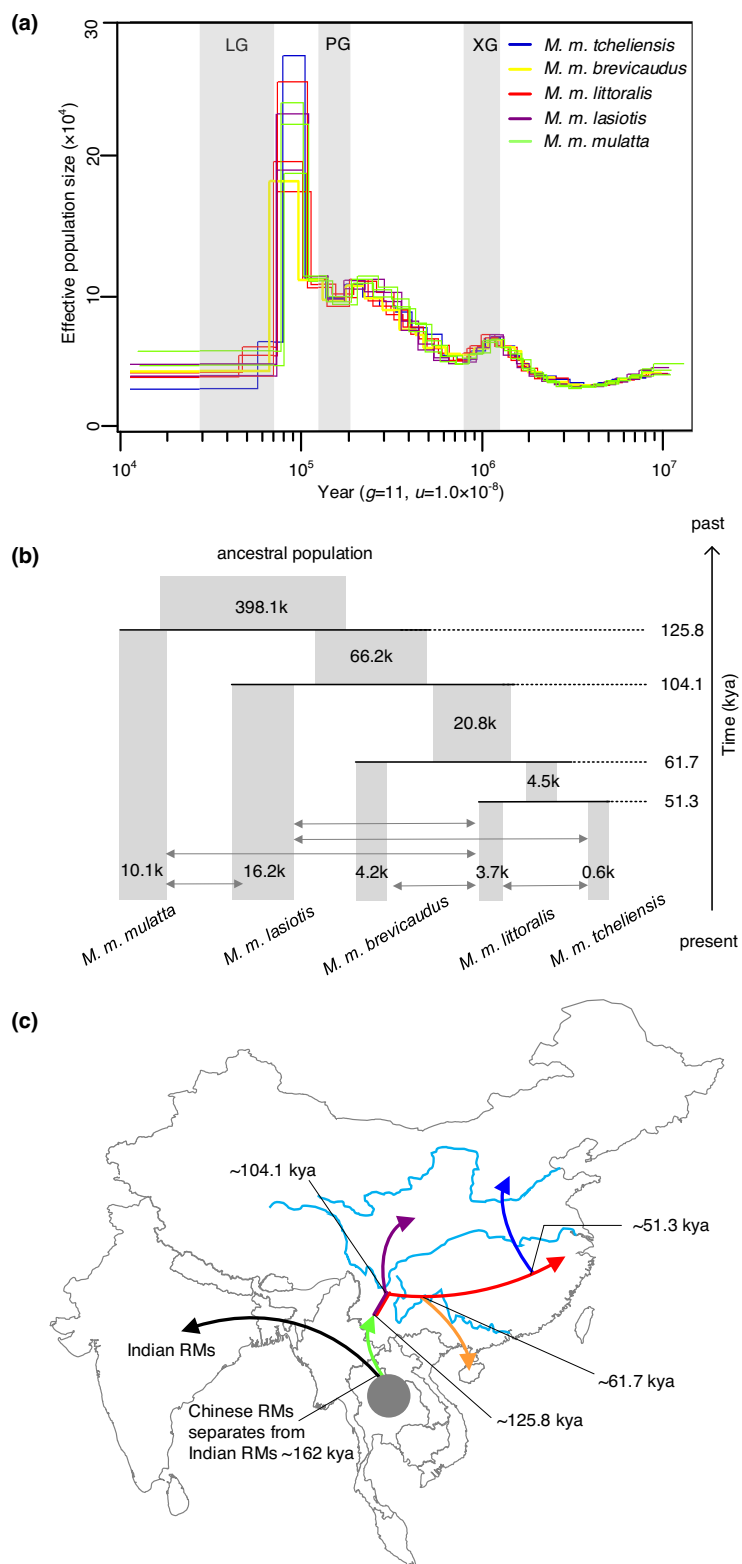 (a)
30
20
10
0
Effective population size (×10⁴)
LG
PG
XG
M. m. tcheliensis
M. m. brevicaudus
M. m. littoralis
M. m. lasiotis
M. m. mulatta
10⁴
10⁵
10⁶
10⁷
Year (g=11, u=1.0×10⁻⁸)
(b)
ancestral population
past
398.1k
125.8
66.2k
104.1
20.8k
61.7
4.5k
51.3
Time (kya)
10.1k
16.2k
4.2k
3.7k
0.6k
M. m. mulatta
M. m. lasiotis
M. m. brevicaudus
M. m. littoralis
M. m. tcheliensis
present
(c)
~104.1 kya
~51.3 kya
Indian RMs
~61.7 kya
~125.8 kya
Chinese RMs
separates from
Indian RMs ~162 kya